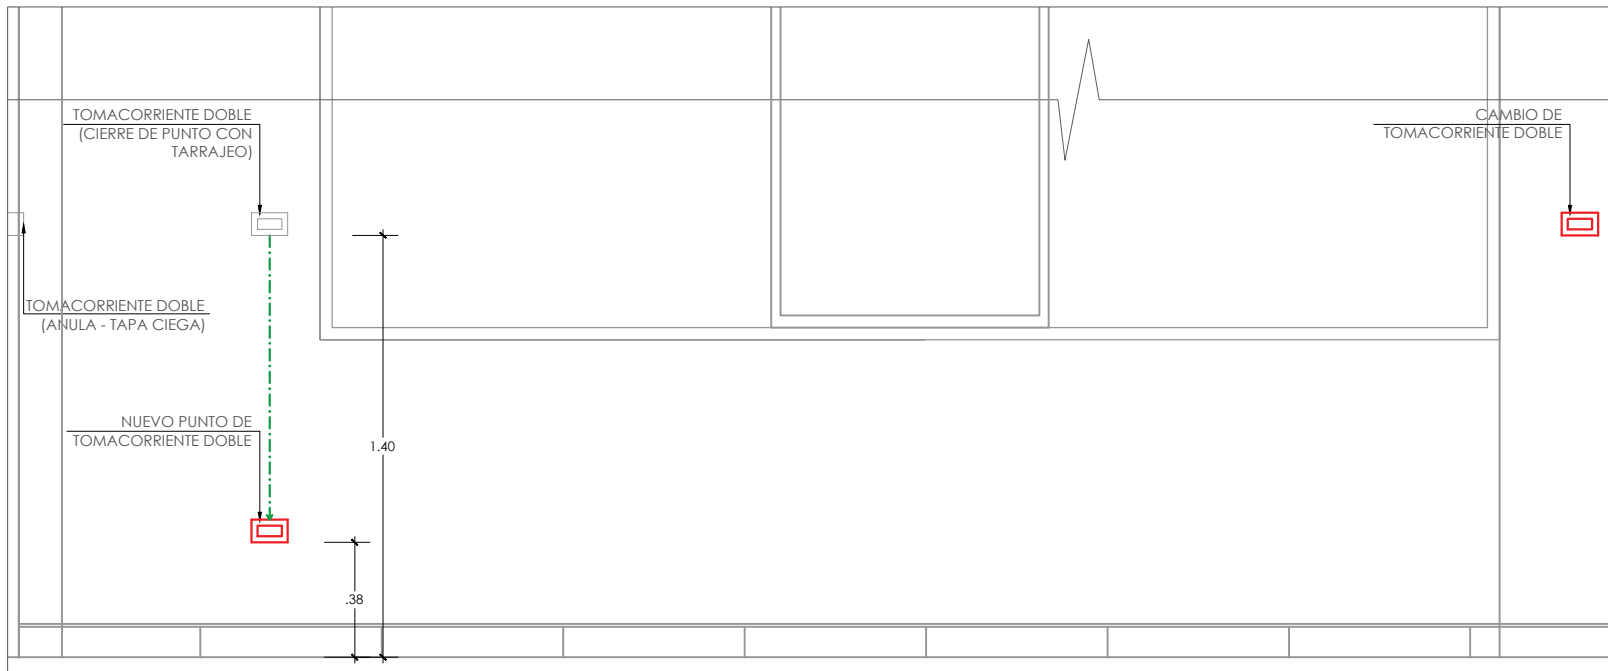 TOMACORRIENTE DOBLE
(CIERRE DE PUNTO CON
TARRAJEO)
CAMBIO DE
TOMACORRIENTE DOBLE
TOMACORRIENTE DOBLE
(ANULA - TAPA CIEGA)
NUEVO PUNTO DE
TOMACORRIENTE DOBLE
1.40
.38